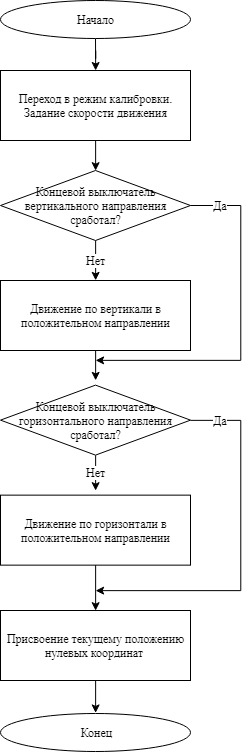 Начало
Переход в режим калибровки.
Задание скорости движения
Концевой выключатель
вертикального направления
сработал?
Да
Нет
Движение по вертикали в
положительном направлении
Концевой выключатель
горизонтального направления
сработал?
Да
Нет
Движение по горизонтали в
положительном направлении
Присвоение текущему положению
нулевых координат
Конец